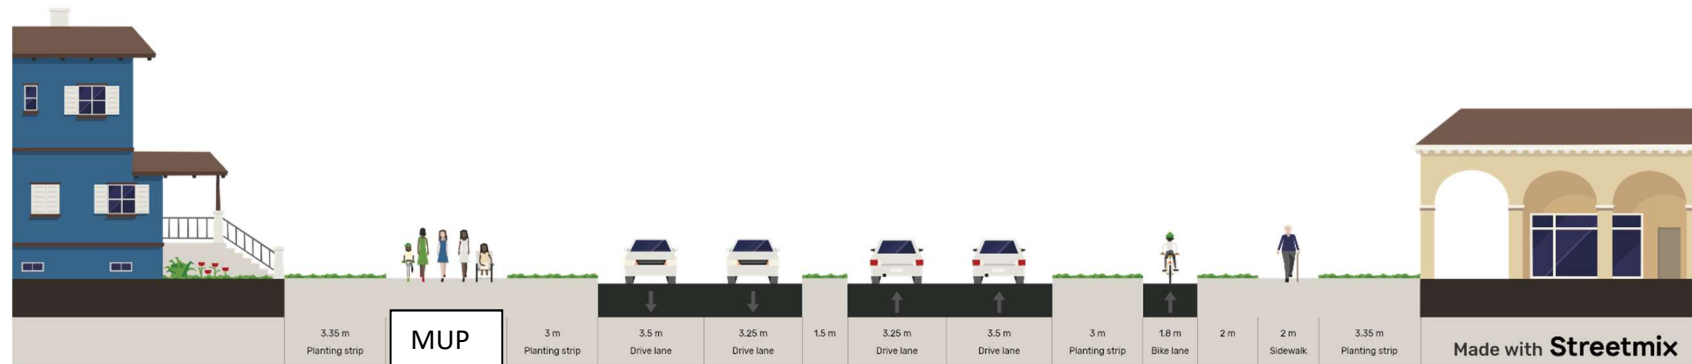 3.35 m
Planting strip
MUP
3 m
Planting strip
3.5 m
Drive lane
3.25 m
Drive lane
1.5 m
3.25 m
Drive lane
3.5 m
Drive lane
3 m
Planting strip
1.8 m
Bike lane
2 m
2 m
Sidewalk
3.35 m
Planting strip
Made with Streetmix